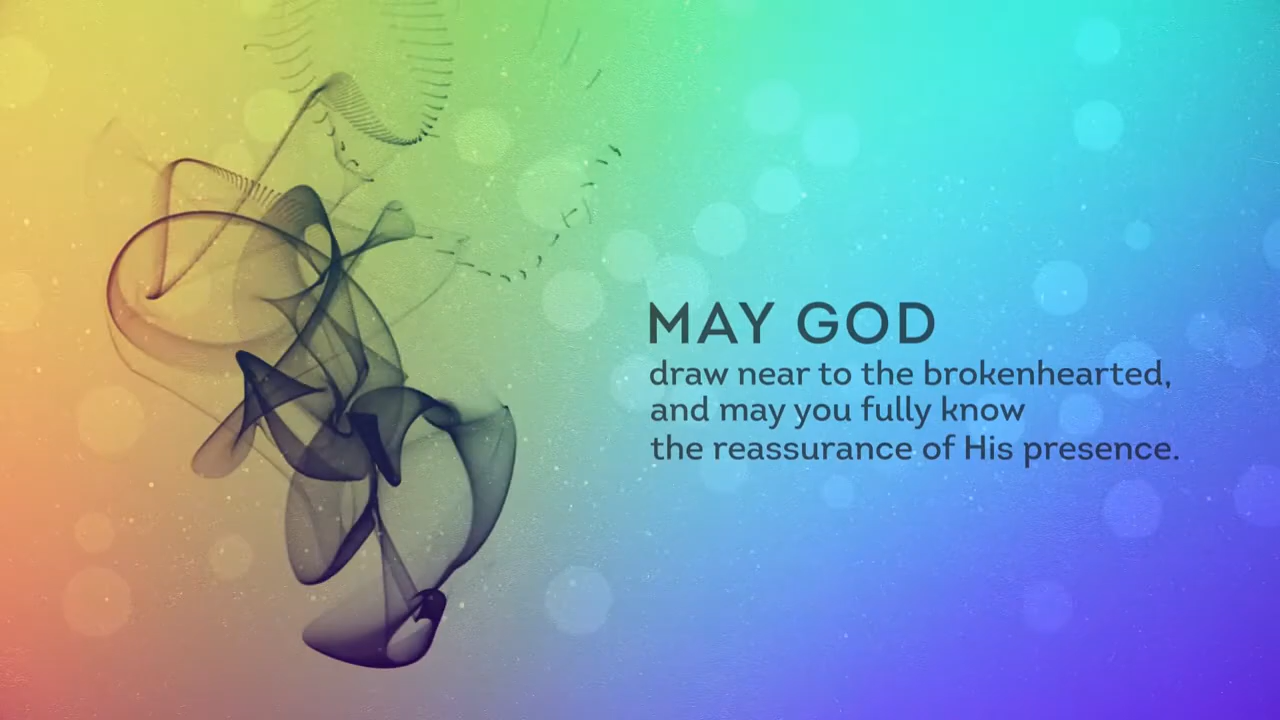 MAY GOD
draw near to the brokenhearted,
and may you fully know
the reassurance of His presence.